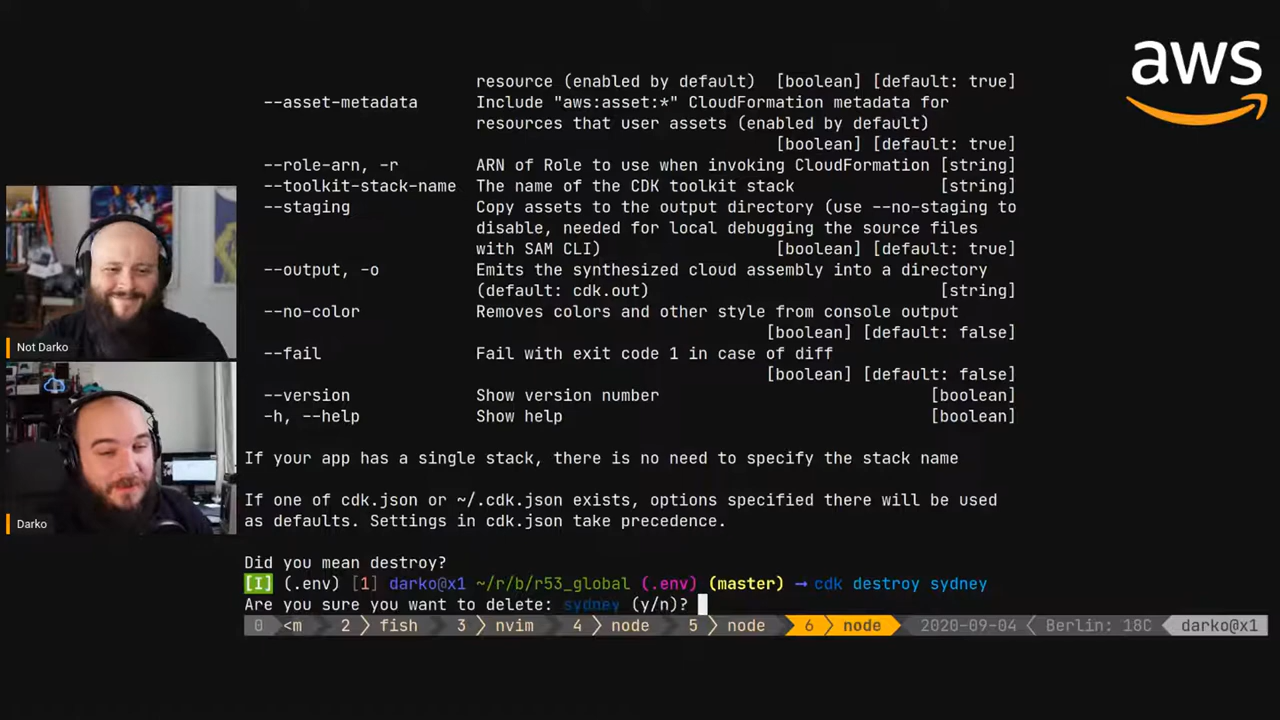 aws
resource (enabled by default) [boolean] [default: true]
--asset-metadata Include "aws:asset:*" CloudFormation metadata for
resources that user assets (enabled by default)
[boolean] [default: true]
--role-arn, -r ARN of Role to use when invoking CloudFormation [string]
--toolkit-stack-name The name of the CDK toolkit stack [string]
--staging Copy assets to the output directory (use --no-staging to
disable, needed for local debugging the source files
with SAM CLI) [boolean] [default: true]
--output, -o Emits the synthesized cloud assembly into a directory
(default: cdk.out) [string]
--no-color Removes colors and other style from console output
[boolean] [default: false]
--fail Fail with exit code 1 in case of diff
[boolean] [default: false]
--version Show version number [boolean]
-h, --help Show help [boolean]
If your app has a single stack, there is no need to specify the stack name
If one of cdk.json or ~/.cdk.json exists, options specified there will be used
as defaults. Settings in cdk.json take precedence.
Did you mean destroy?
[I] (.env) [1] darko@x1 ~/r/b/r53_global (.env) (master) → cdk destroy sydney
Are you sure you want to delete: sydney (y/n)?
0 <m 2 fish 3 nvim 4 node 5 node 6 node 2020-09-04 Berlin: 18C darko@x1
Not Darko
Darko